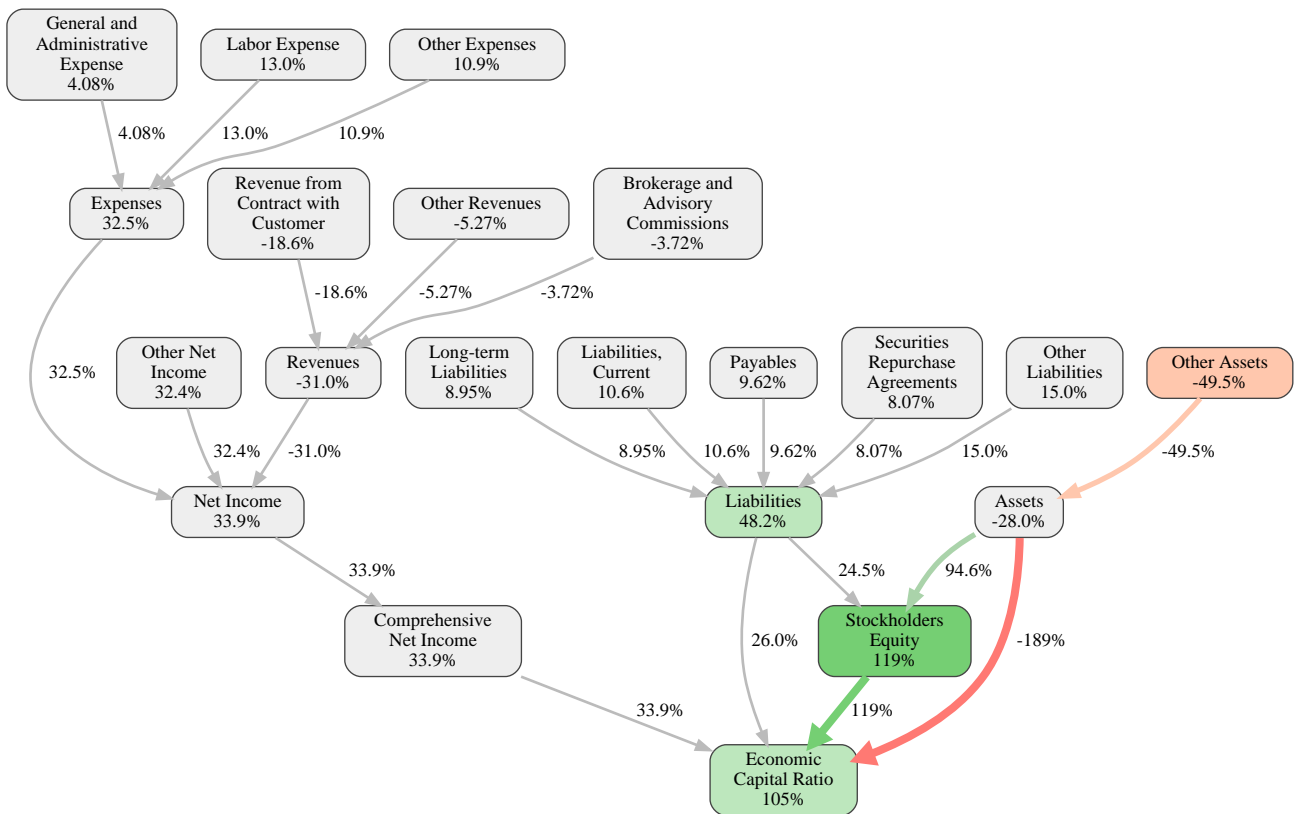 General and
Administrative
Expense
4.08%
Labor Expense
13.0%
Other Expenses
10.9%
4.08%
13.0%
10.9%
Expenses
32.5%
Revenue from
Contract with
Customer
-18.6%
Other Revenues
-5.27%
Brokerage and
Advisory
Commissions
-3.72%
-18.6%
-5.27%
-3.72%
32.5%
Other Net
Income
32.4%
Revenues
-31.0%
Long-term
Liabilities
8.95%
Liabilities,
Current
10.6%
Payables
9.62%
Securities
Repurchase
Agreements
8.07%
Other
Liabilities
15.0%
Other Assets
-49.5%
32.4%
-31.0%
8.95%
10.6%
9.62%
8.07%
15.0%
-49.5%
Net Income
33.9%
Liabilities
48.2%
Assets
-28.0%
33.9%
24.5%
94.6%
Comprehensive
Net Income
33.9%
26.0%
Stockholders
Equity
119%
-189%
33.9%
119%
Economic
Capital Ratio
105%